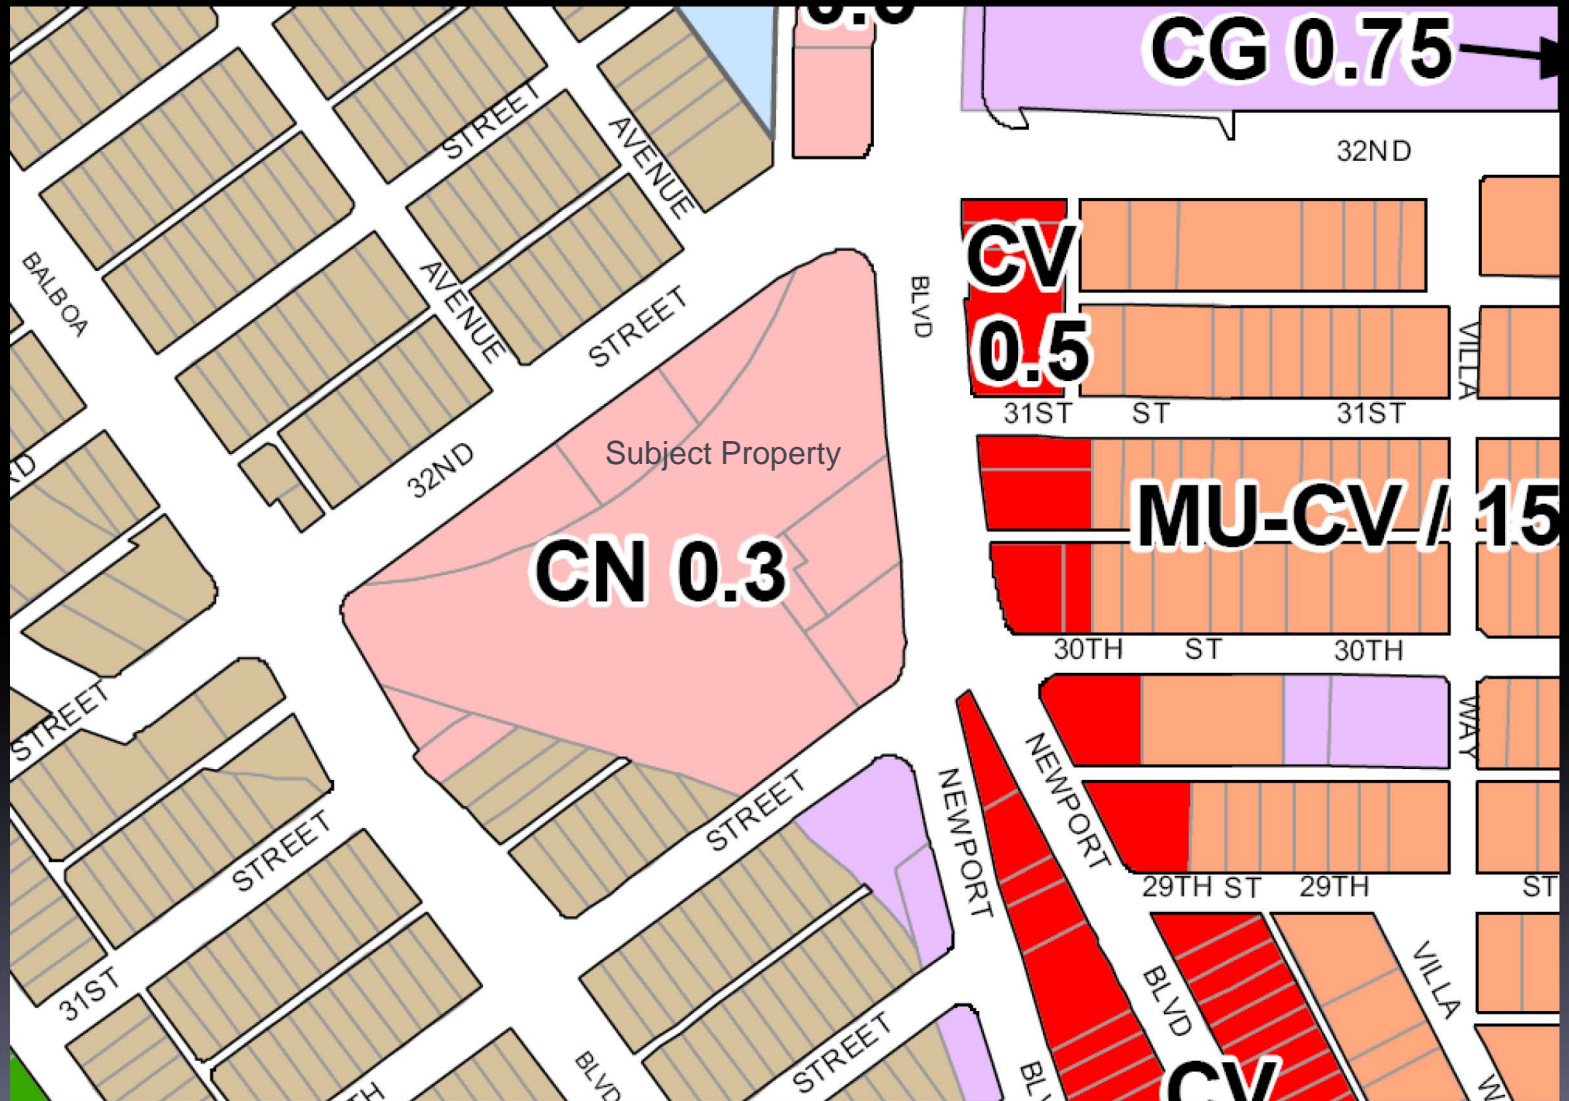 CG 0.75
STREET
AVENUE
32ND
BALBOA
AVENUE
STREET
BLVD
CV
0.5
VILLA
31ST
ST
31ST
Subject Property
32ND
CN 0.3
MU-CV / 15
30TH
ST
30TH
STREET
WAY
NEWPORT
NEWPORT
STREET
STREET
29TH
ST
29TH
ST
31ST
VILLA
BLVD
STREET
BLVD
CV